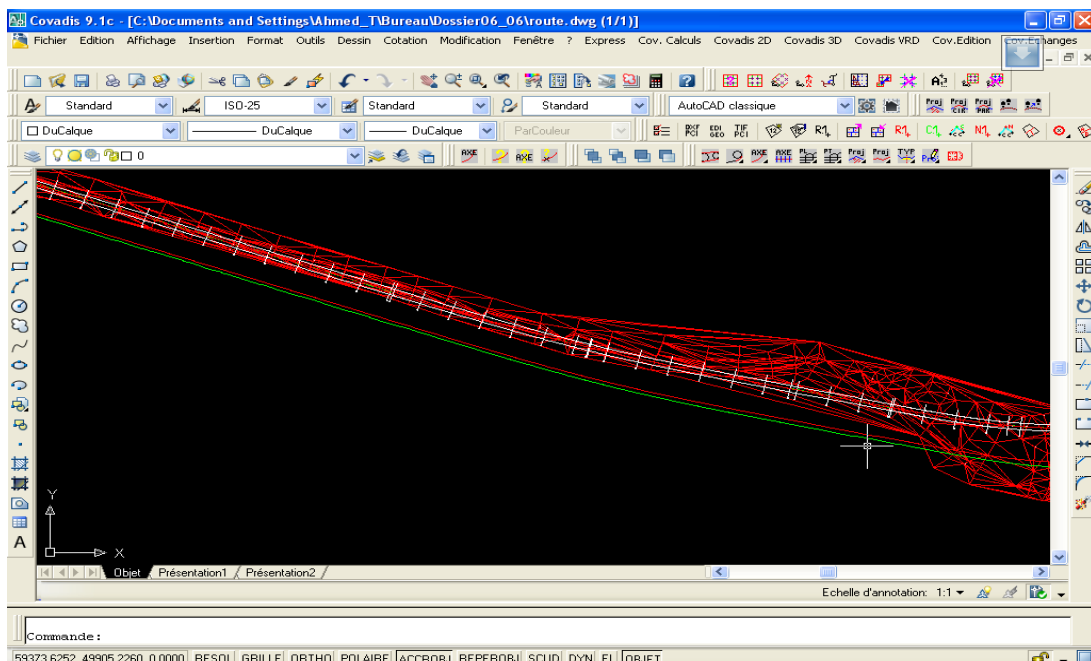 Covadis 9.1c - [C:\Documents and Settings\Ahmed_T\Bureau\Dossier06_06\route.dwg (1/1)]
Fichier Edition Affichage Insertion Format Outils Dessin Cotation Modification Fenêtre ? Express Cov. Calculs Covadis 2D Covadis 3D Covadis VRD Cov.Edition Cov.Echanges
Standard ISO-25 Standard Standard AutoCAD classique
DuCalque DuCalque DuCalque ParCouleur
0
Y
X
Objet Présentation1 Présentation2
Echelle d'annotation: 1:1
Commande:
59373.6252, 49905.2260, 0.0000 RESOL GRILLE ORTHO POLAIRE ACCROBJ REPEROBJ SCUD DYN EL OBJET